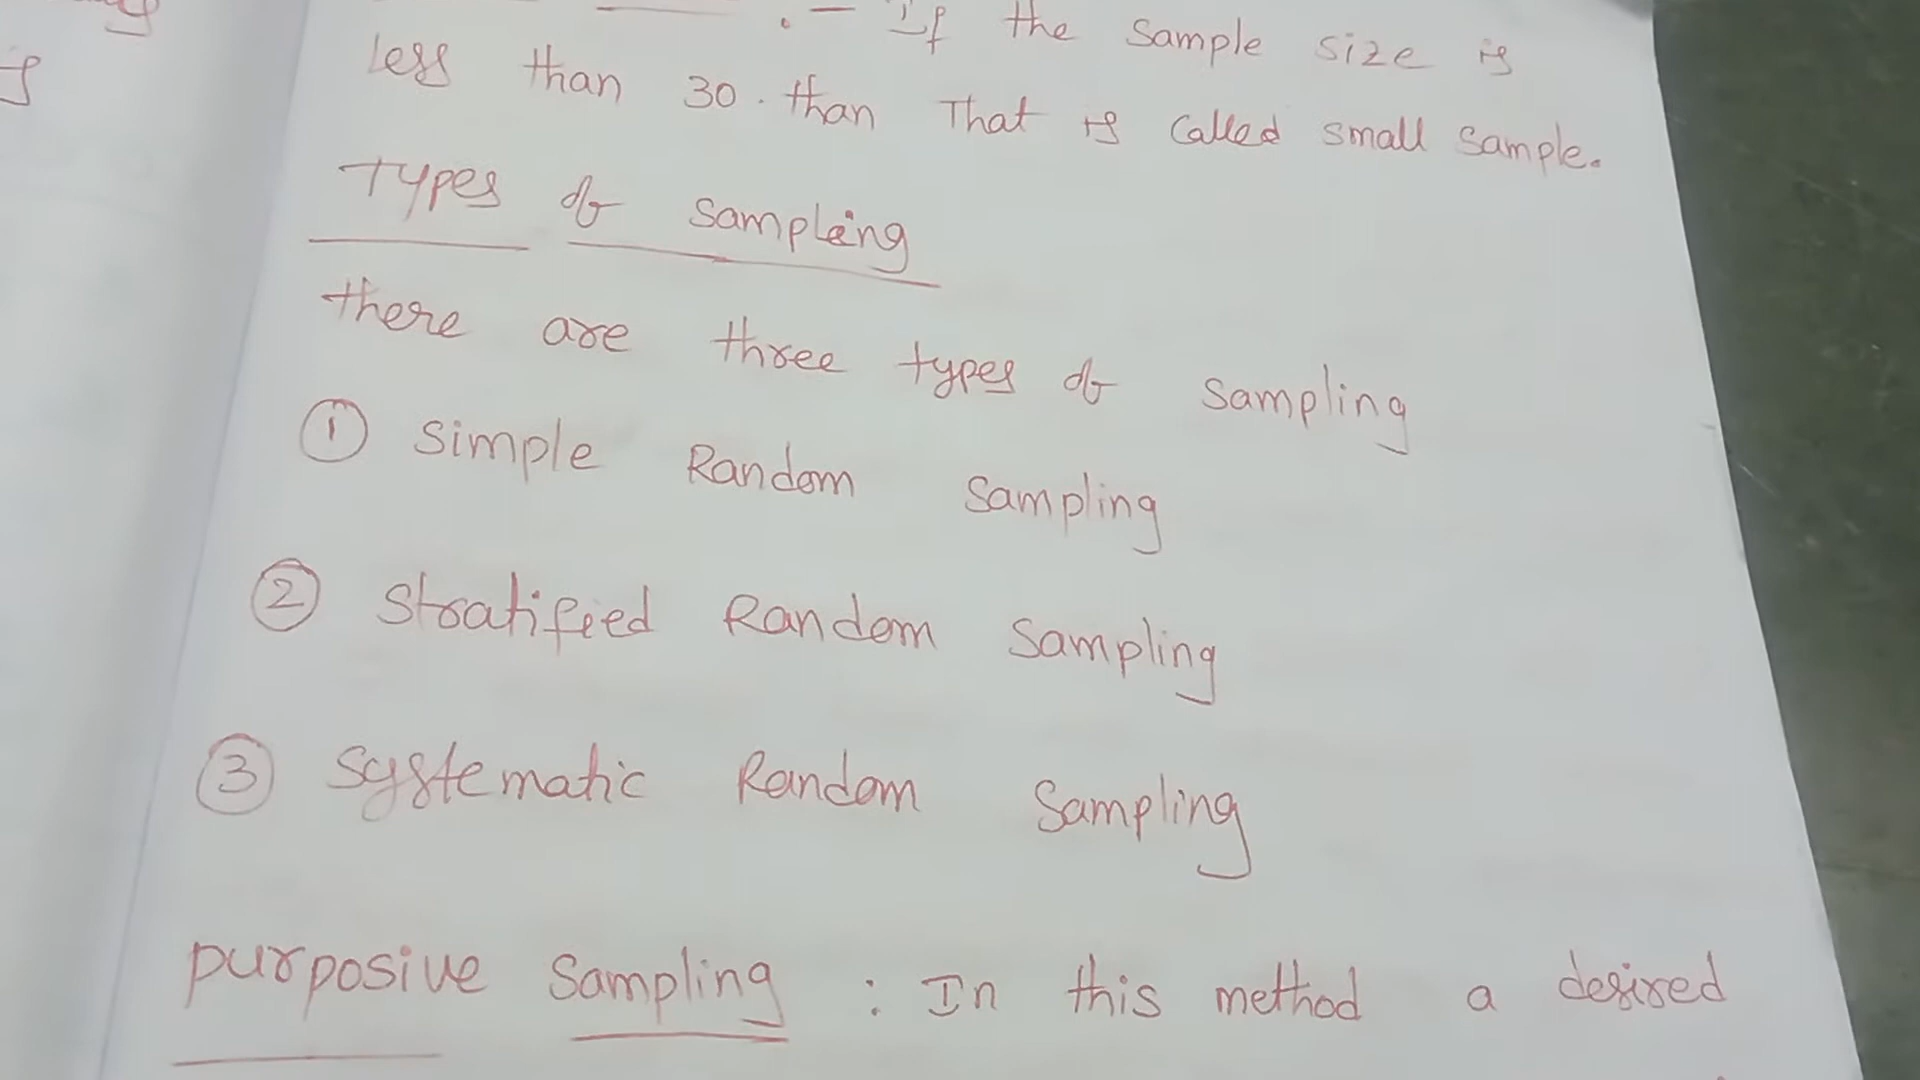 If the Sample size is
less than 30. than That is Called small Sample.
Types of Sampling
there are three types of Sampling
① Simple Random Sampling
② Stratified Random Sampling
③ Systematic Random Sampling
purposive Sampling : In this method a desired